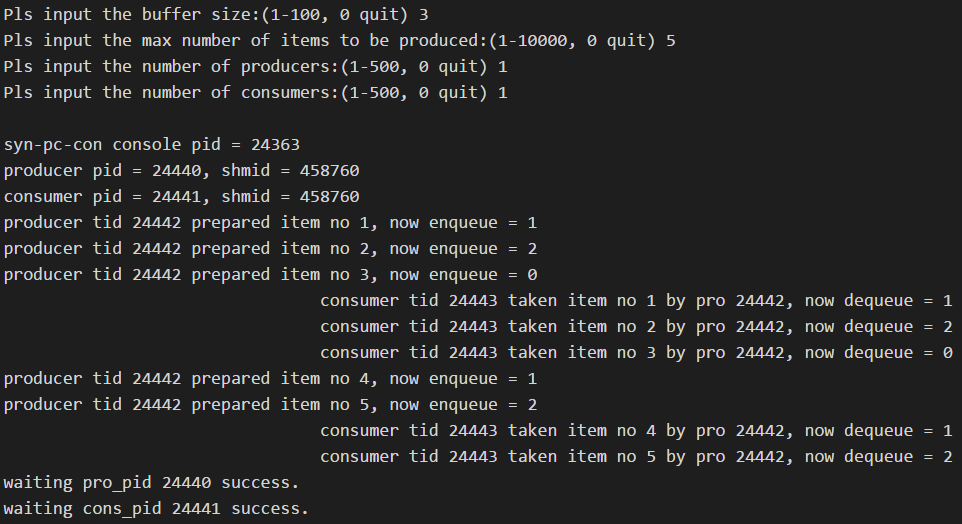 Pls input the buffer size:(1-100, 0 quit) 3
Pls input the max number of items to be produced:(1-10000, 0 quit) 5
Pls input the number of producers:(1-500, 0 quit) 1
Pls input the number of consumers:(1-500, 0 quit) 1
syn-pc-con console pid = 24363
producer pid = 24440, shmid = 458760
consumer pid = 24441, shmid = 458760
producer tid 24442 prepared item no 1, now enqueue = 1
producer tid 24442 prepared item no 2, now enqueue = 2
producer tid 24442 prepared item no 3, now enqueue = 0
consumer tid 24443 taken item no 1 by pro 24442, now dequeue = 1
consumer tid 24443 taken item no 2 by pro 24442, now dequeue = 2
consumer tid 24443 taken item no 3 by pro 24442, now dequeue = 0
producer tid 24442 prepared item no 4, now enqueue = 1
producer tid 24442 prepared item no 5, now enqueue = 2
consumer tid 24443 taken item no 4 by pro 24442, now dequeue = 1
consumer tid 24443 taken item no 5 by pro 24442, now dequeue = 2
waiting pro_pid 24440 success.
waiting cons_pid 24441 success.